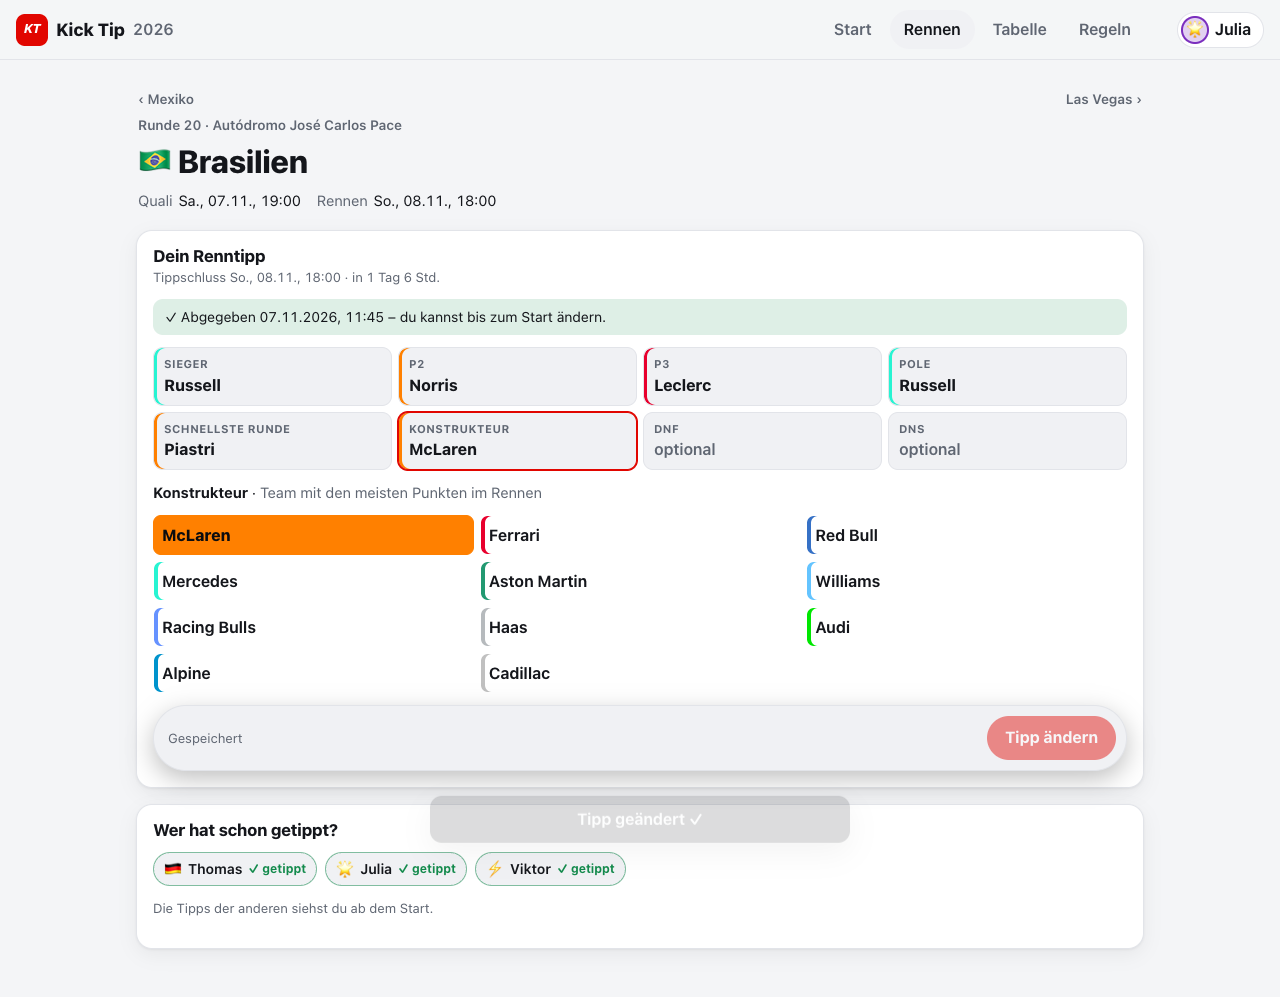 KT Kick Tip 2026 Start Rennen Tabelle Regeln Julia
‹ Mexiko Las Vegas ›
Runde 20 · Autódromo José Carlos Pace
Brasilien
Quali Sa., 07.11., 19:00 Rennen So., 08.11., 18:00
Dein Renntipp
Tippschluss So., 08.11., 18:00 · in 1 Tag 6 Std.
✓ Abgegeben 07.11.2026, 11:45 – du kannst bis zum Start ändern.
SIEGER P2 P3 POLE
Russell Norris Leclerc Russell
SCHNELLSTE RUNDE KONSTRUKTEUR DNF DNS
Piastri McLaren optional optional
Konstrukteur · Team mit den meisten Punkten im Rennen
McLaren Ferrari Red Bull
Mercedes Aston Martin Williams
Racing Bulls Haas Audi
Alpine Cadillac
Gespeichert Tipp ändern
Tipp geändert ✓
Wer hat schon getippt?
Thomas ✓ getippt Julia ✓ getippt Viktor ✓ getippt
Die Tipps der anderen siehst du ab dem Start.